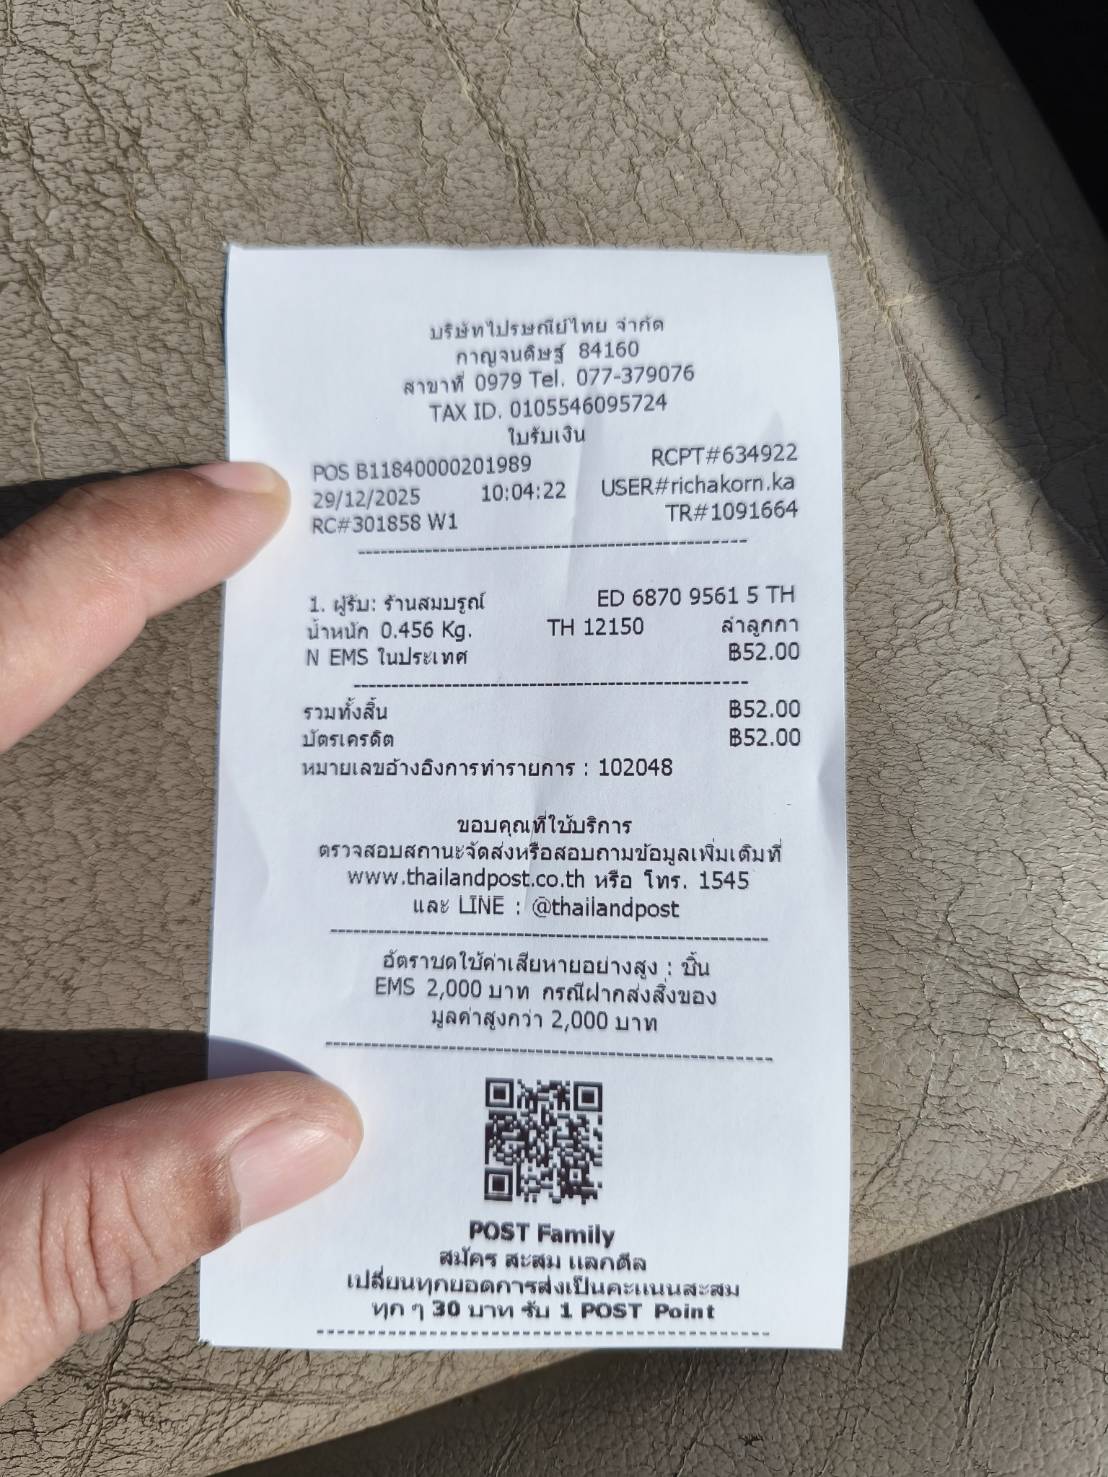 บริษัทไปรษณีย์ไทย จำกัด
กาญจนดิษฐ์ 84160
สาขาที่ 0979 Tel. 077-379076
TAX ID. 0105546095724
ใบรับเงิน
POS B11840000201989 RCPT#634922
29/12/2025 10:04:22 USER#richakorn.ka
RC#301858 W1 TR#1091664
1. ผู้รับ: ร้านสมบรูณ์ ED 6870 9561 5 TH
น้ำหนัก 0.456 Kg. TH 12150 ลำลูกกา
N EMS ในประเทศ ฿52.00
รวมทั้งสิ้น ฿52.00
บัตรเครดิต ฿52.00
หมายเลขอ้างอิงการทำรายการ : 102048
ขอบคุณที่ใช้บริการ
ตรวจสอบสถานะจัดส่งหรือสอบถามข้อมูลเพิ่มเติมที่
www.thailandpost.co.th หรือ โทร. 1545
และ LINE : @thailandpost
อัตราชดใช้ค่าเสียหายอย่างสูง : ชิ้น
EMS 2,000 บาท กรณีฝากส่งสิ่งของ
มูลค่าสูงกว่า 2,000 บาท
POST Family
สมัคร สะสม แลกดีล
เปลี่ยนทุกยอดการส่งเป็นคะแนนสะสม
ทุก ๆ 30 บาท รับ 1 POST Point